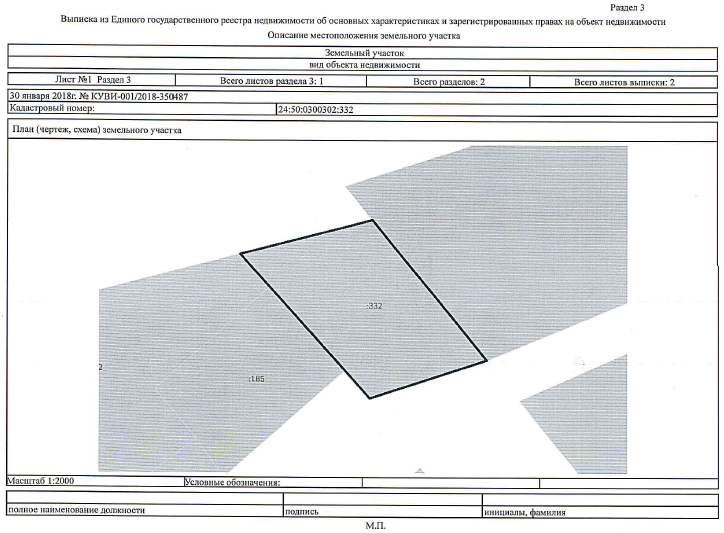 Раздел 3
Выписка из Единого государственного реестра недвижимости об основных характеристиках и зарегистрированных правах на объект недвижимости
Описание местоположения земельного участка
Земельный участок
вид объекта недвижимости
Лист №1 Раздел 3 Всего листов раздела 3: 1 Всего разделов: 2 Всего листов выписки: 2
30 января 2018г. № КУВИ-001/2018-350487
Кадастровый номер: 24:50:0300302:332
План (чертеж, схема) земельного участка
:332
2
:185
Масштаб 1:2000 Условные обозначения:
полное наименование должности подпись инициалы, фамилия
М.П.